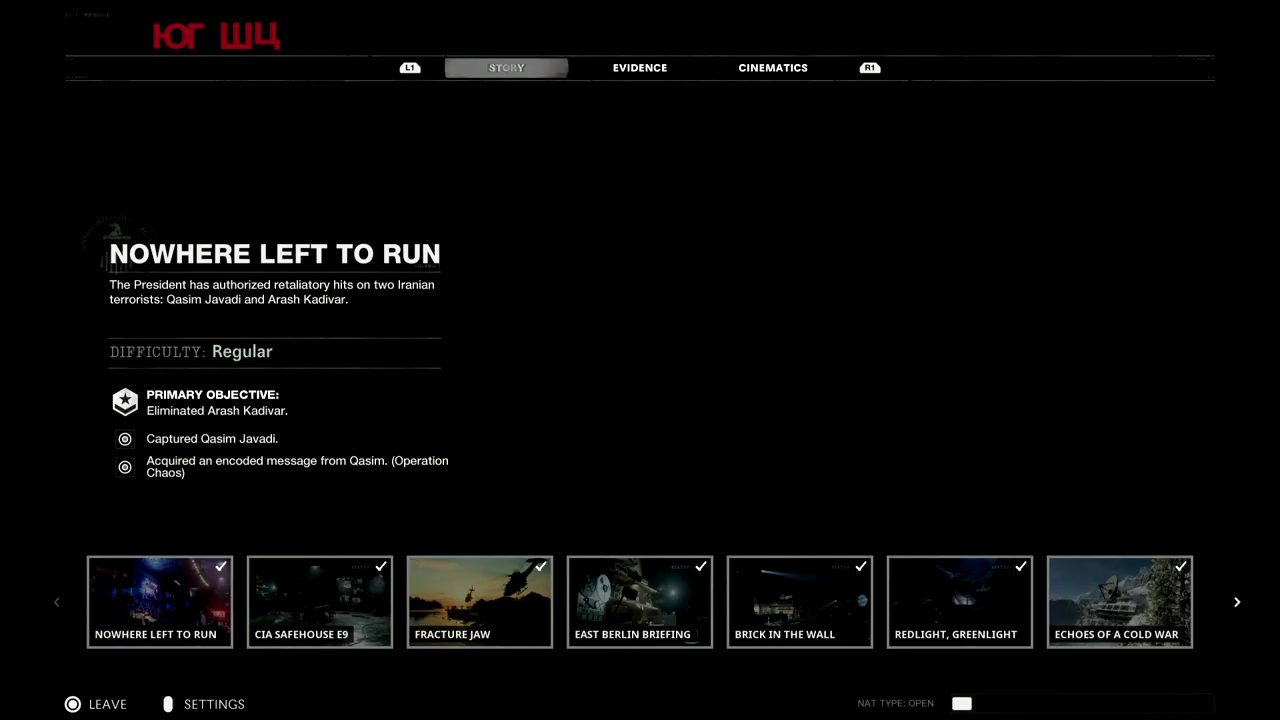 ЮГ ШЦ
L1
STORY
EVIDENCE
CINEMATICS
R1
NOWHERE LEFT TO RUN
The President has authorized retaliatory hits on two Iranian
terrorists: Qasim Javadi and Arash Kadivar.
DIFFICULTY: Regular
PRIMARY OBJECTIVE:
Eliminated Arash Kadivar.
Captured Qasim Javadi.
Acquired an encoded message from Qasim. (Operation
Chaos)
NOWHERE LEFT TO RUN
CIA SAFEHOUSE E9
FRACTURE JAW
EAST BERLIN BRIEFING
BRICK IN THE WALL
REDLIGHT, GREENLIGHT
ECHOES OF A COLD WAR
LEAVE
SETTINGS
NAT TYPE: OPEN